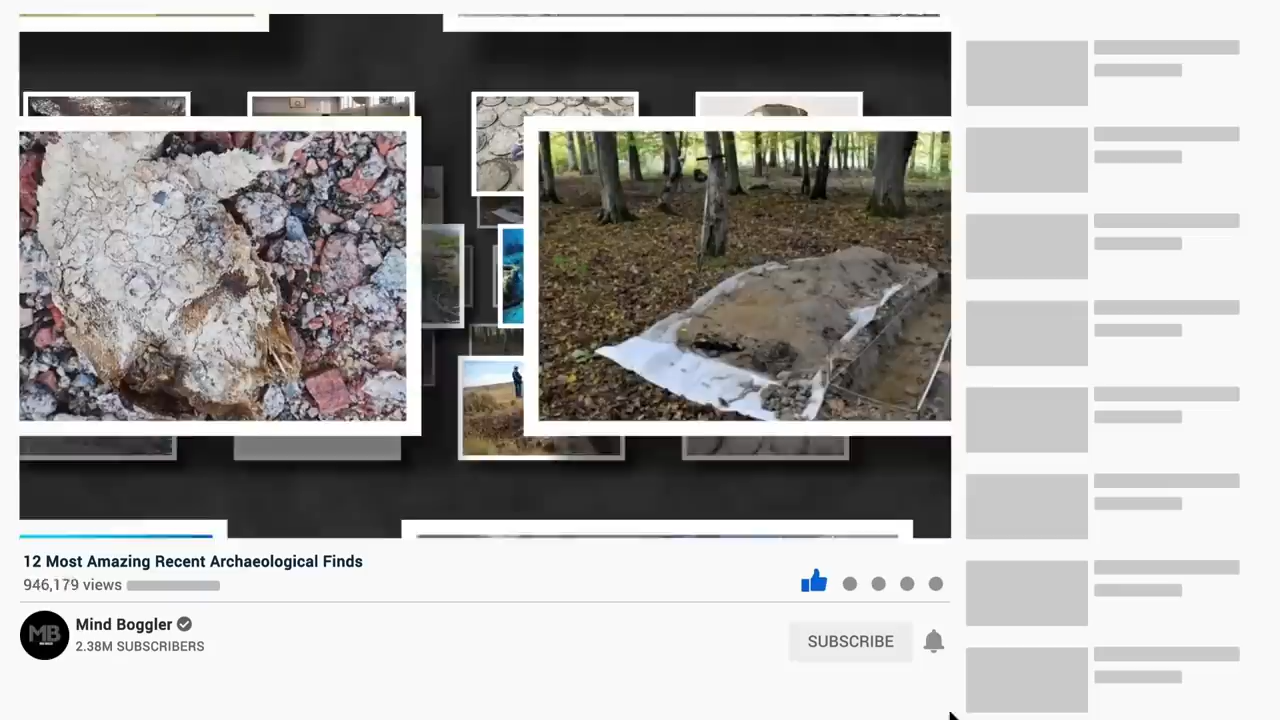 12 Most Amazing Recent Archaeological Finds
946,179 views
MB
Mind Boggler
2.38M SUBSCRIBERS
SUBSCRIBE